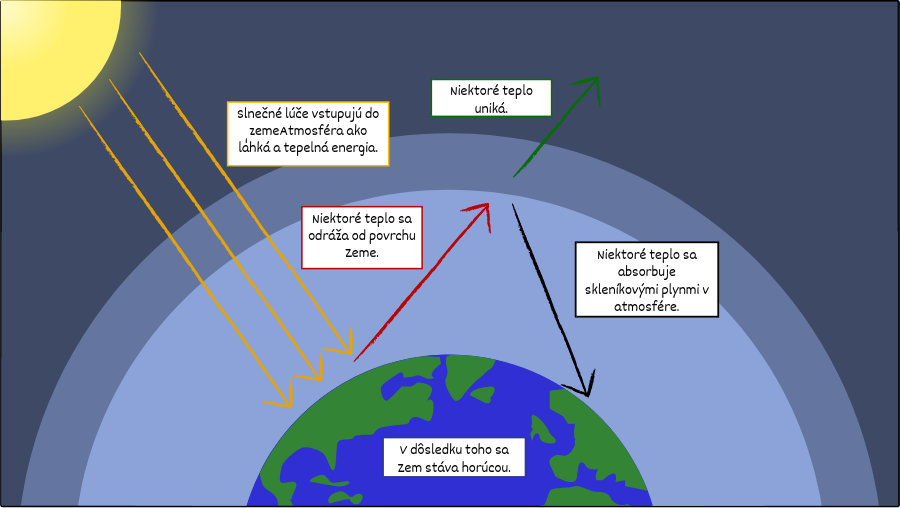 Slnečné lúče vstupujú do
zemeAtmosféra ako
ľahká a tepelná energia.
Niektoré teplo
uniká.
Niektoré teplo sa
odráža od povrchu
Zeme.
Niektoré teplo sa
absorbuje
skleníkovými plynmi v
atmosfére.
V dôsledku toho sa
Zem stáva horúcou.